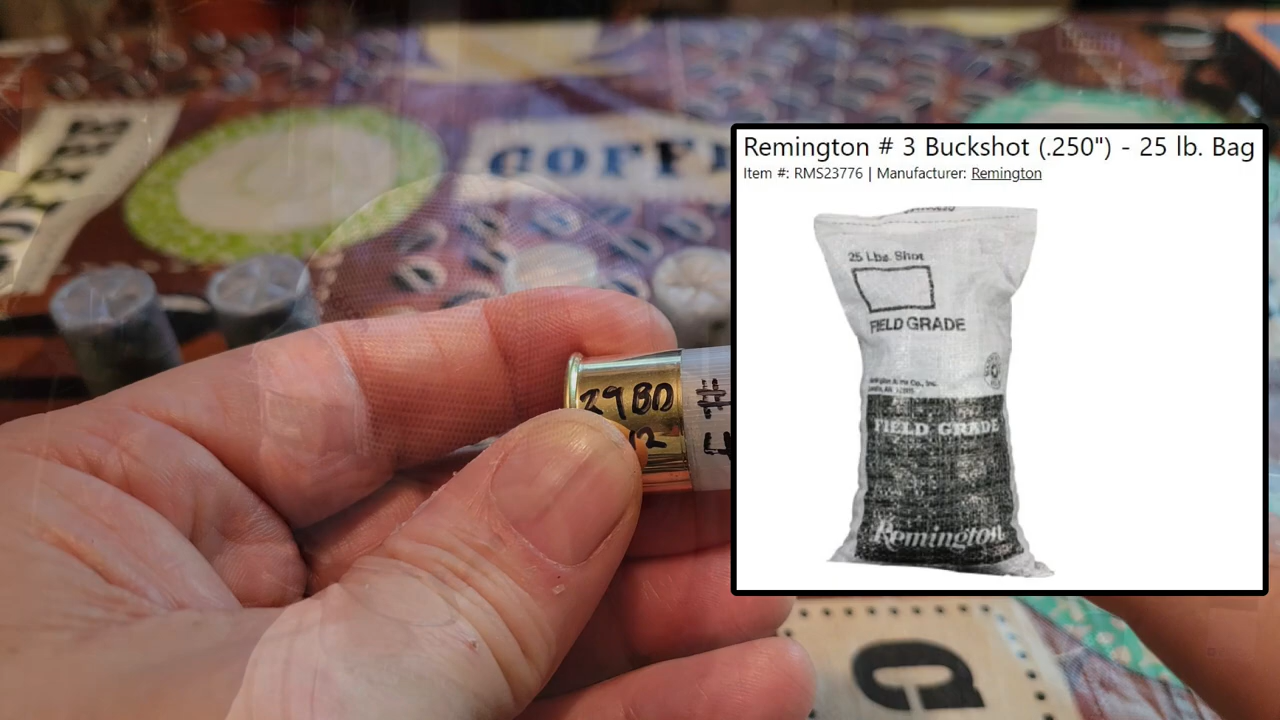 COFFE
Remington # 3 Buckshot (.250") - 25 lb. Bag
Item #: RMS23776 | Manufacturer: Remington
25 Lbs. Shot
FIELD GRADE
FIELD GRADE
Remington
29BD #
12